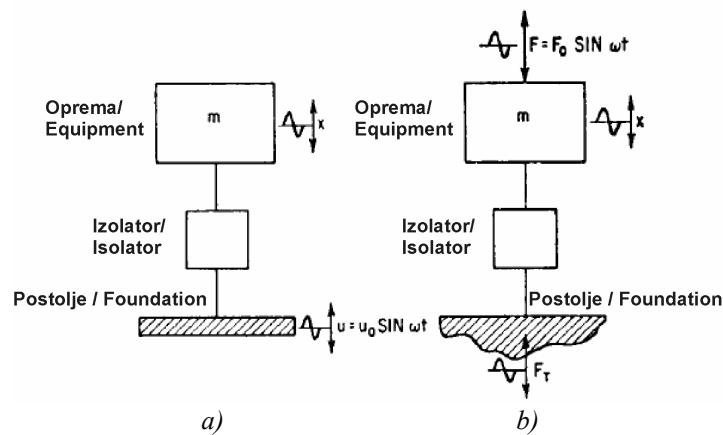 F = F₀ SIN ωt
Oprema/
Equipment
m
x
Oprema/
Equipment
m
x
Izolator/
Isolator
Izolator/
Isolator
Postolje / Foundation
Postolje / Foundation
u = u₀ SIN ωt
F_T
a)
b)